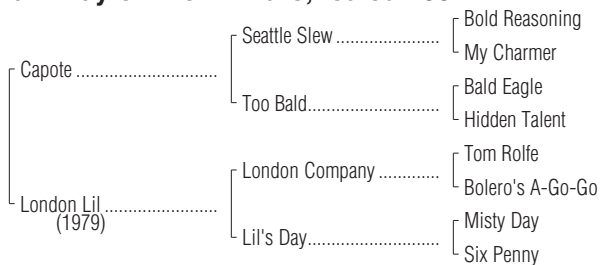 Bold Reasoning
Seattle Slew
My Charmer
Capote
Bald Eagle
Too Bald
Hidden Talent
Tom Rolfe
London Company
Bolero's A-Go-Go
London Lil
(1979)
Misty Day
Lil's Day
Six Penny